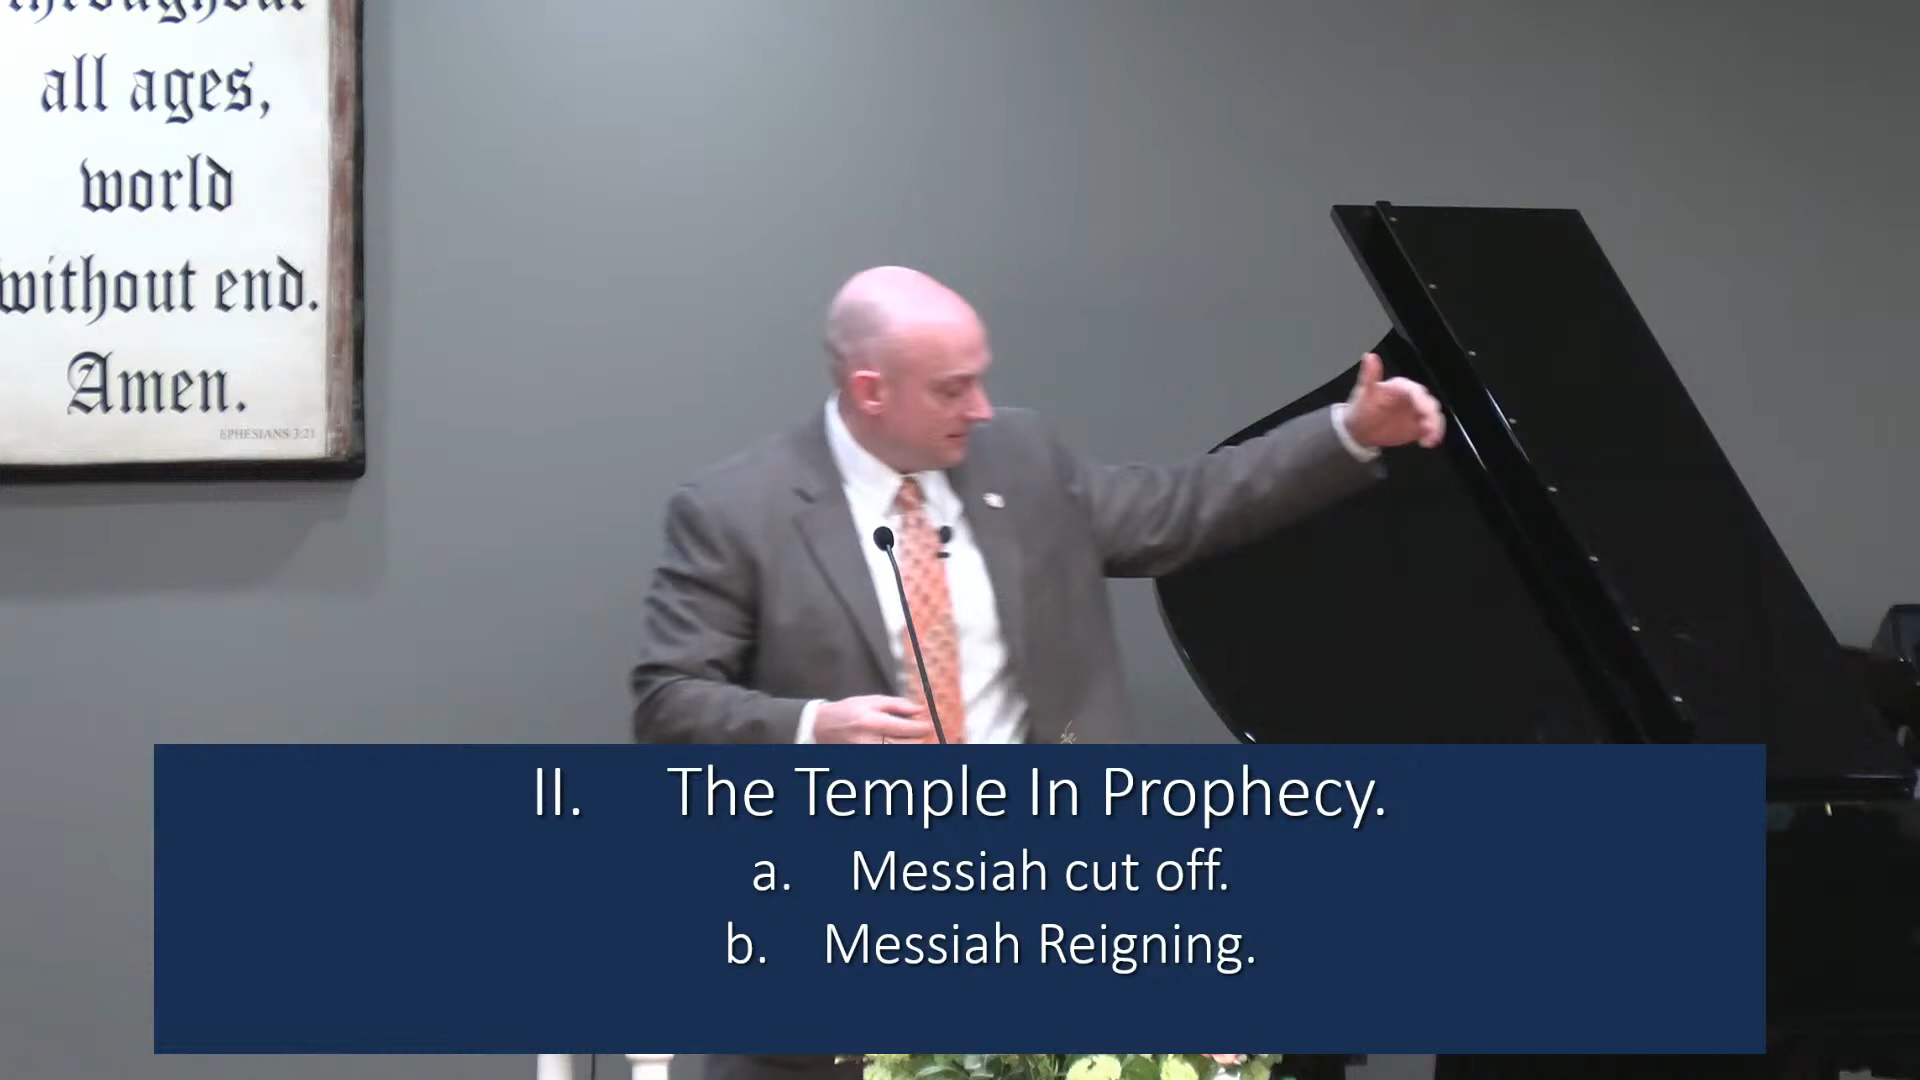 throughout
all ages,
world
without end.
Amen.
EPHESIANS 3:21
II. The Temple In Prophecy.
a. Messiah cut off.
b. Messiah Reigning.